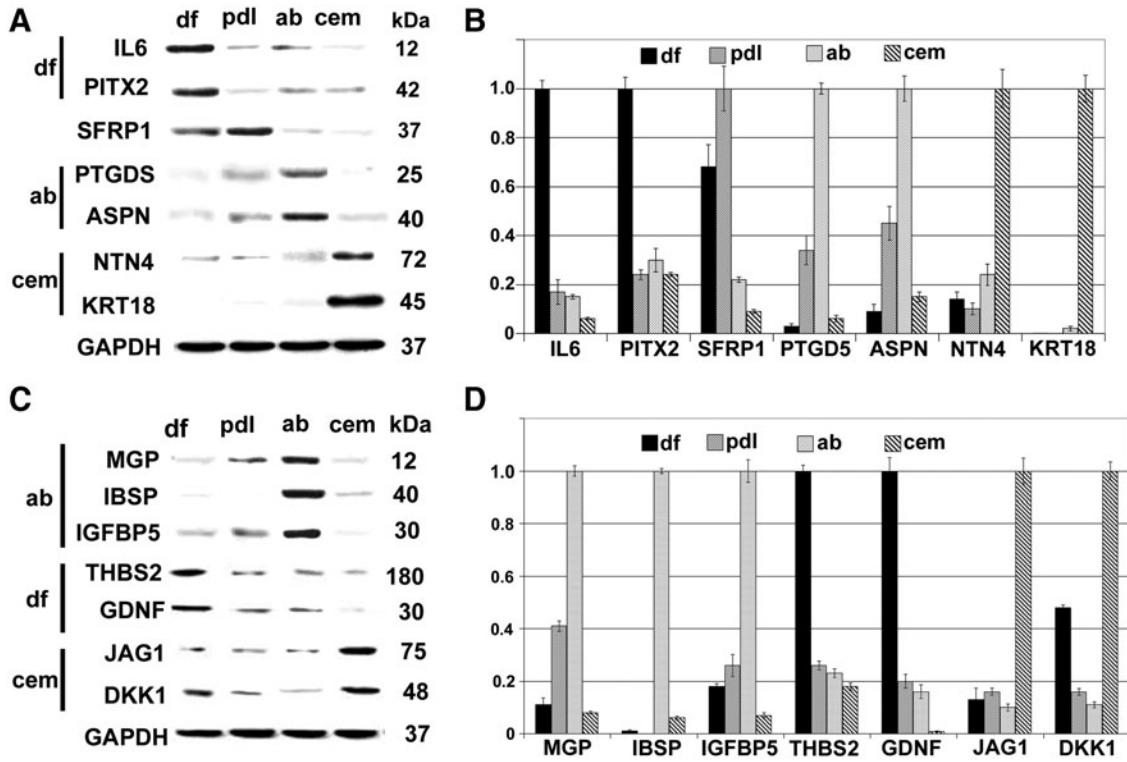 A
df pdl ab cem kDa
df
IL6 12
PITX2 42
SFRP1 37
ab
PTGDS 25
ASPN 40
cem
NTN4 72
KRT18 45
GAPDH 37
B
df pdl ab cem
1.0
0.8
0.6
0.4
0.2
0
IL6 PITX2 SFRP1 PTGD5 ASPN NTN4 KRT18
C
df pdl ab cem kDa
ab
MGP 12
IBSP 40
IGFBP5 30
df
THBS2 180
GDNF 30
cem
JAG1 75
DKK1 48
GAPDH 37
D
df pdl ab cem
1.0
0.8
0.6
0.4
0.2
0
MGP IBSP IGFBP5 THBS2 GDNF JAG1 DKK1